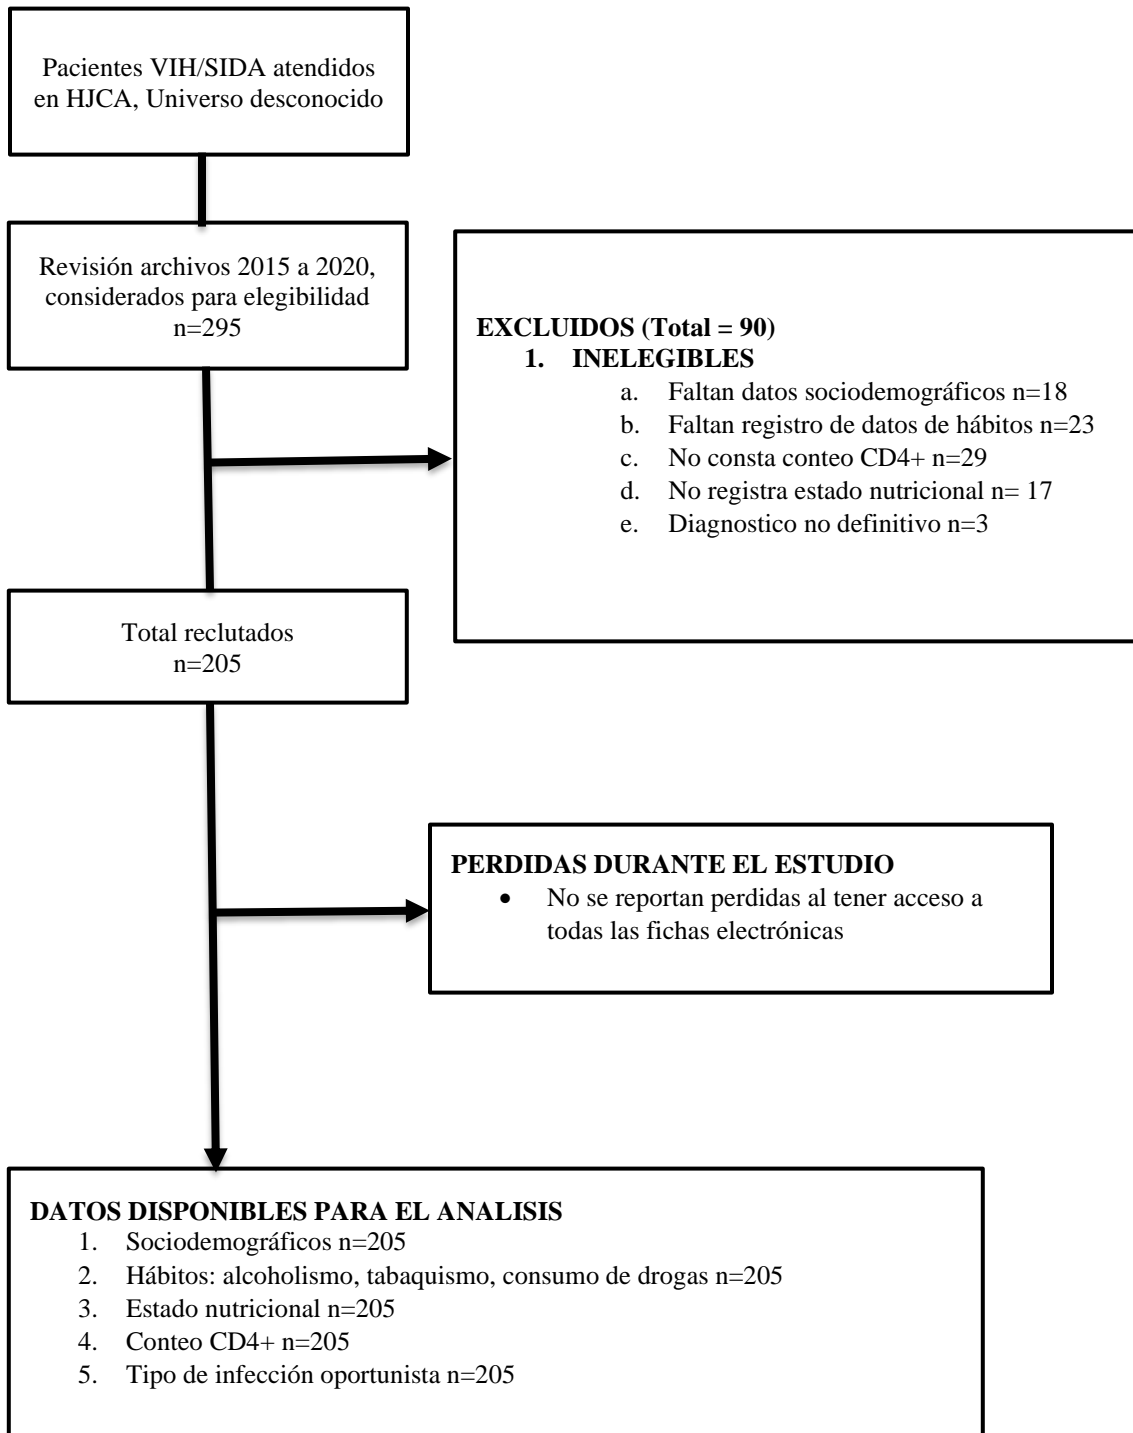 Pacientes VIH/SIDA atendidos
en HJCA, Universo desconocido
Revisión archivos 2015 a 2020,
considerados para elegibilidad
n=295
EXCLUIDOS (Total = 90)
1. INELEGIBLES
a. Faltan datos sociodemográficos n=18
b. Faltan registro de datos de hábitos n=23
c. No consta conteo CD4+ n=29
d. No registra estado nutricional n= 17
e. Diagnostico no definitivo n=3
Total reclutados
n=205
PERDIDAS DURANTE EL ESTUDIO
• No se reportan perdidas al tener acceso a
todas las fichas electrónicas
DATOS DISPONIBLES PARA EL ANALISIS
1. Sociodemográficos n=205
2. Hábitos: alcoholismo, tabaquismo, consumo de drogas n=205
3. Estado nutricional n=205
4. Conteo CD4+ n=205
5. Tipo de infección oportunista n=205